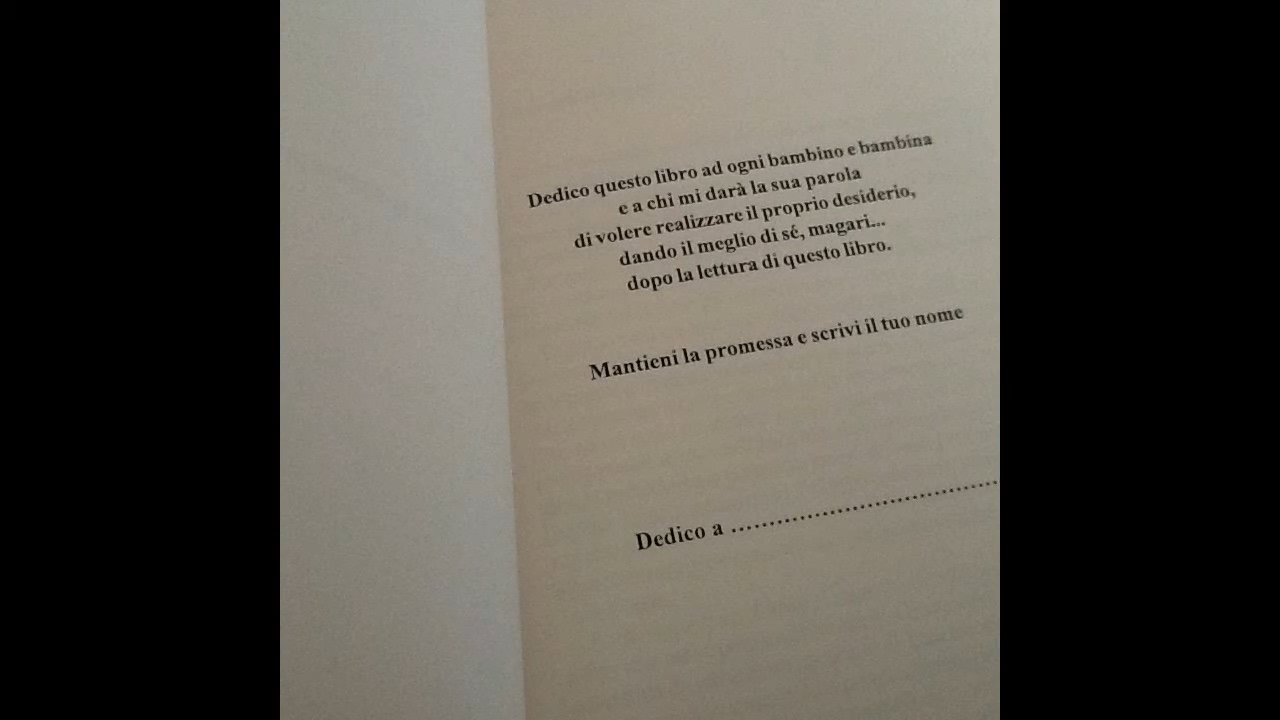 Dedico questo libro ad ogni bambino e bambina
e a chi mi darà la sua parola
di volere realizzare il proprio desiderio,
dando il meglio di sé, magari...
dopo la lettura di questo libro.
Mantieni la promessa e scrivi il tuo nome
Dedico a ........................................